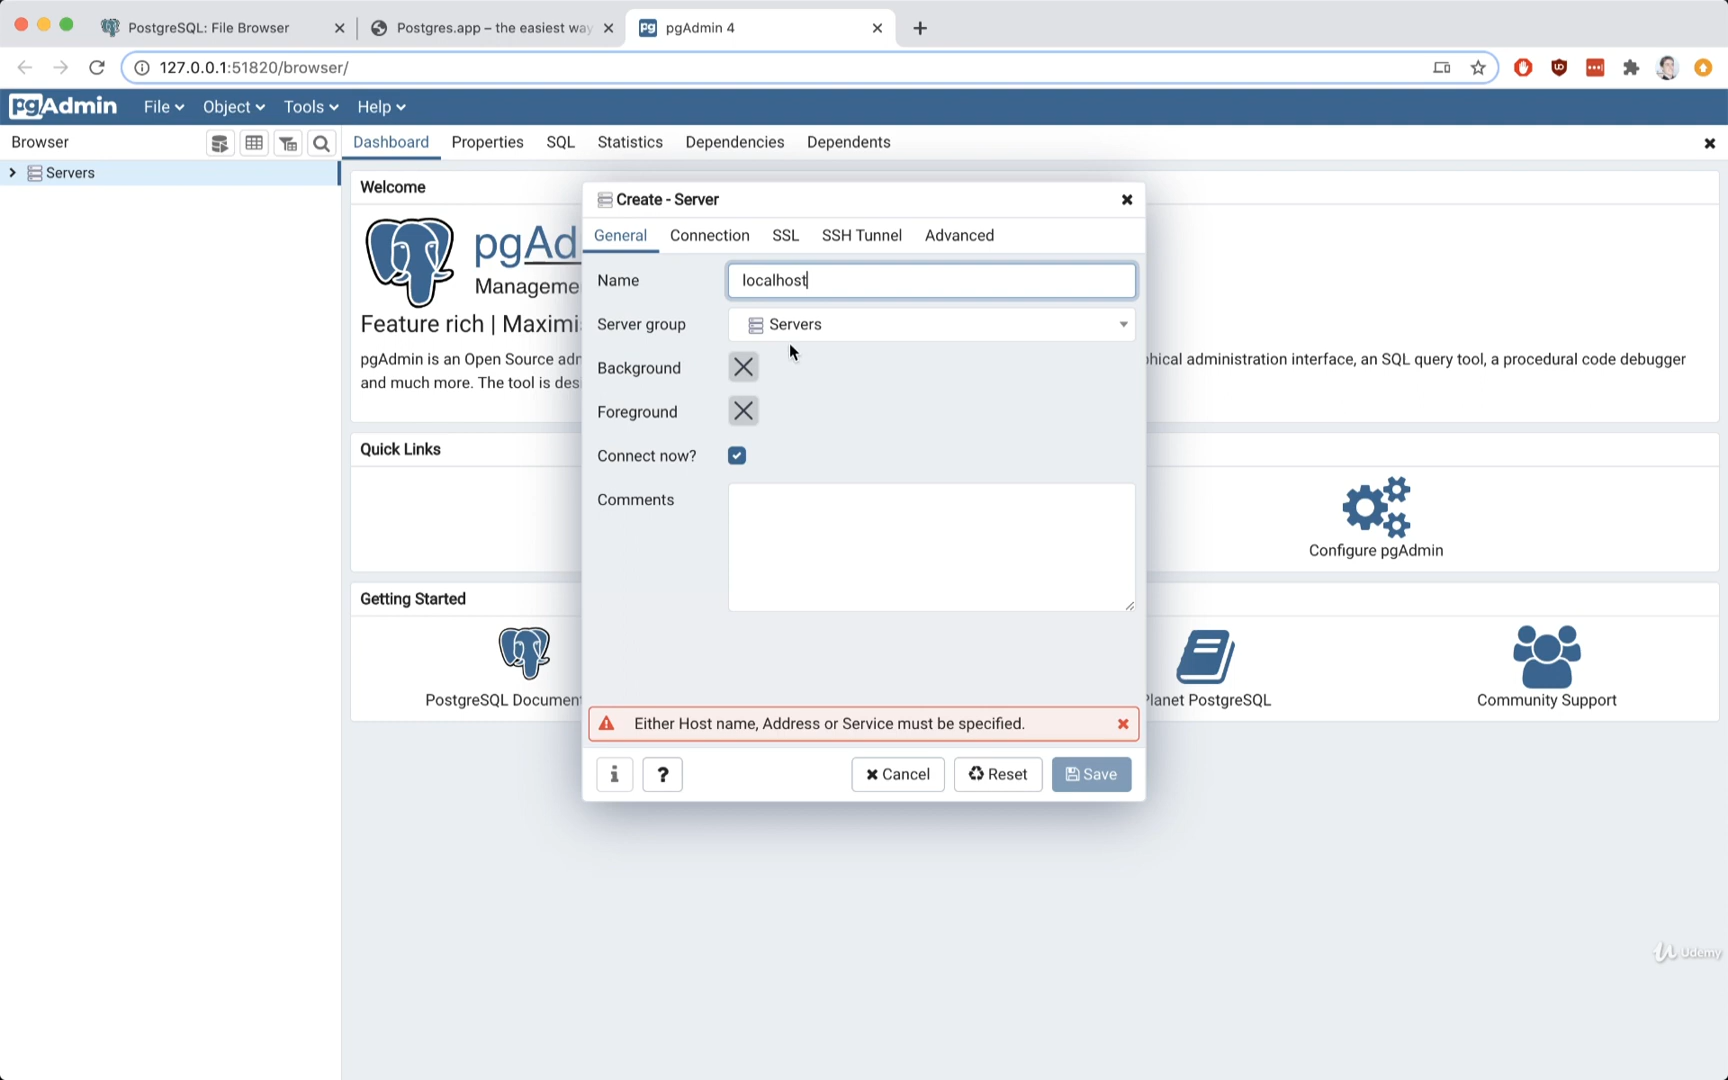 PostgreSQL: File Browser
Postgres.app – the easiest way
pgAdmin 4
127.0.0.1:51820/browser/
pgAdmin File Object Tools Help
Browser
Dashboard Properties SQL Statistics Dependencies Dependents
Servers
Welcome
pgAd
Manageme
Feature rich | Maximi
pgAdmin is an Open Source adm
hical administration interface, an SQL query tool, a procedural code debugger
and much more. The tool is des
Create - Server
General Connection SSL SSH Tunnel Advanced
Name localhost
Server group Servers
Background
Foreground
Connect now?
Comments
Either Host name, Address or Service must be specified.
i ? Cancel Reset Save
Quick Links
Configure pgAdmin
Getting Started
PostgreSQL Document
Planet PostgreSQL
Community Support
Udemy